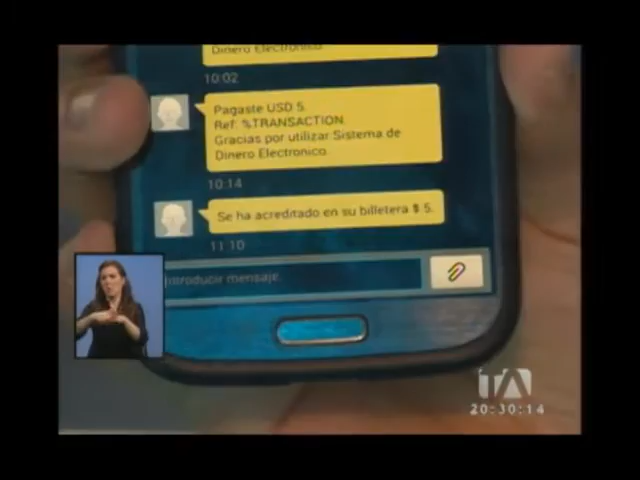 Dinero Electronico.
10:02
Pagaste USD 5.
Ref: %TRANSACTION.
Gracias por utilizar Sistema de
Dinero Electronico.
10:14
Se ha acreditado en su billetera $ 5.
11:10
Introducir mensaje
TA
20:30:14